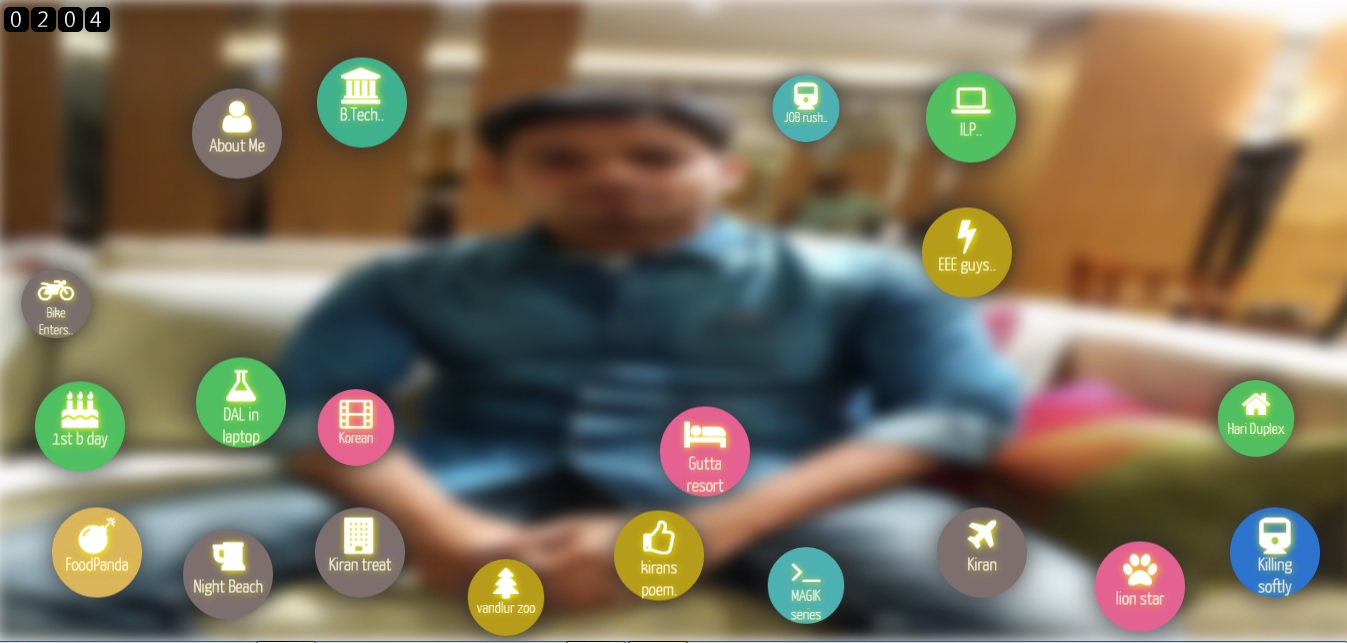 0204
About Me
B.Tech..
JOB rush..
ILP..
EEE guys..
Bike
Enters..
1st b day
DAL in
laptop
Korean
Gutta
resort
Hari Duplex
FoodPanda
Night Beach
Kiran treat
vandlur zoo
kirans
poem.
MAGIK
series
Kiran
lion star
Killing
softly